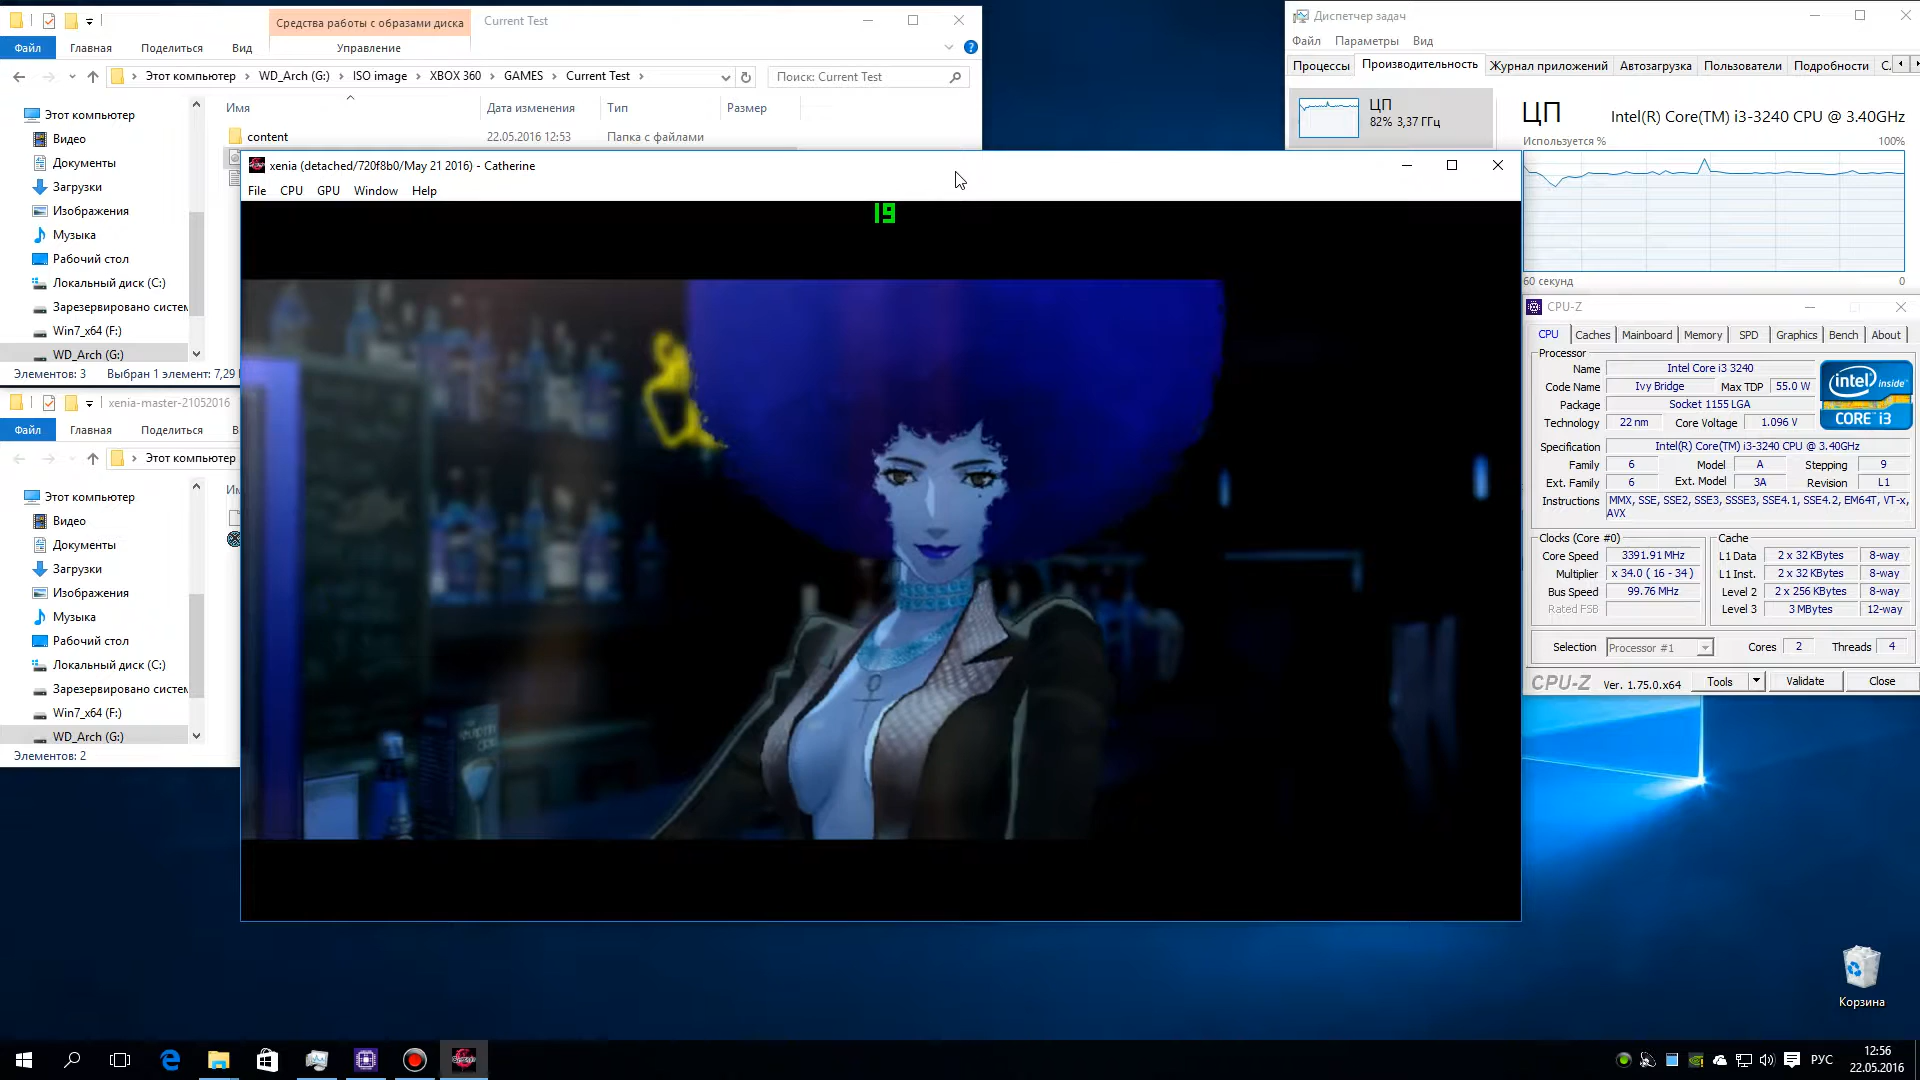 Средства работы с образами диска
Current Test
Файл
Главная
Поделиться
Вид
Управление
Этот компьютер
WD_Arch (G:)
ISO image
XBOX 360
GAMES
Current Test
Поиск: Current Test
Имя
Дата изменения
Тип
Размер
content
22.05.2016 12:53
Папка с файлами
Этот компьютер
Видео
Документы
Загрузки
Изображения
Музыка
Рабочий стол
Локальный диск (C:)
Зарезервировано систем
Win7_x64 (F:)
WD_Arch (G:)
Элементов: 3
Выбран 1 элемент: 7,29
xenia-master-21052016
Файл
Главная
Поделиться
В
Этот компьютер
Этот компьютер
Видео
Документы
Загрузки
Изображения
Музыка
Рабочий стол
Локальный диск (C:)
Зарезервировано систем
Win7_x64 (F:)
WD_Arch (G:)
Элементов: 2
xenia (detached/720f8b0/May 21 2016) - Catherine
File
CPU
GPU
Window
Help
19
Диспетчер задач
Файл
Параметры
Вид
Процессы
Производительность
Журнал приложений
Автозагрузка
Пользователи
Подробности
С
ЦП
82% 3,37 ГГц
ЦП
Intel(R) Core(TM) i3-3240 CPU @ 3.40GHz
Используется %
100%
60 секунд
0
CPU-Z
CPU
Caches
Mainboard
Memory
SPD
Graphics
Bench
About
Processor
Name
Intel Core i3 3240
Code Name
Ivy Bridge
Max TDP
55.0 W
Package
Socket 1155 LGA
Technology
22 nm
Core Voltage
1.096 V
intel inside
CORE i3
Specification
Intel(R) Core(TM) i3-3240 CPU @ 3.40GHz
Family
6
Model
A
Stepping
9
Ext. Family
6
Ext. Model
3A
Revision
L1
Instructions
MMX, SSE, SSE2, SSE3, SSSE3, SSE4.1, SSE4.2, EM64T, VT-x,
AVX
Clocks (Core #0)
Core Speed
3391.91 MHz
Multiplier
x 34.0 ( 16 - 34 )
Bus Speed
99.76 MHz
Rated FSB
Cache
L1 Data
2 x 32 KBytes
8-way
L1 Inst.
2 x 32 KBytes
8-way
Level 2
2 x 256 KBytes
8-way
Level 3
3 MBytes
12-way
Selection
Processor #1
Cores
2
Threads
4
CPU-Z
Ver. 1.75.0.x64
Tools
Validate
Close
Корзина
РУС
12:56
22.05.2016